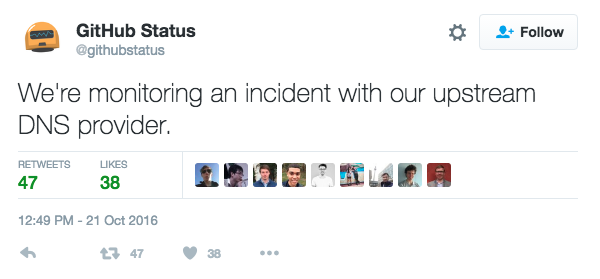 GitHub Status
@githubstatus
Follow
We're monitoring an incident with our upstream
DNS provider.
RETWEETS LIKES
47 38
12:49 PM - 21 Oct 2016
47 38